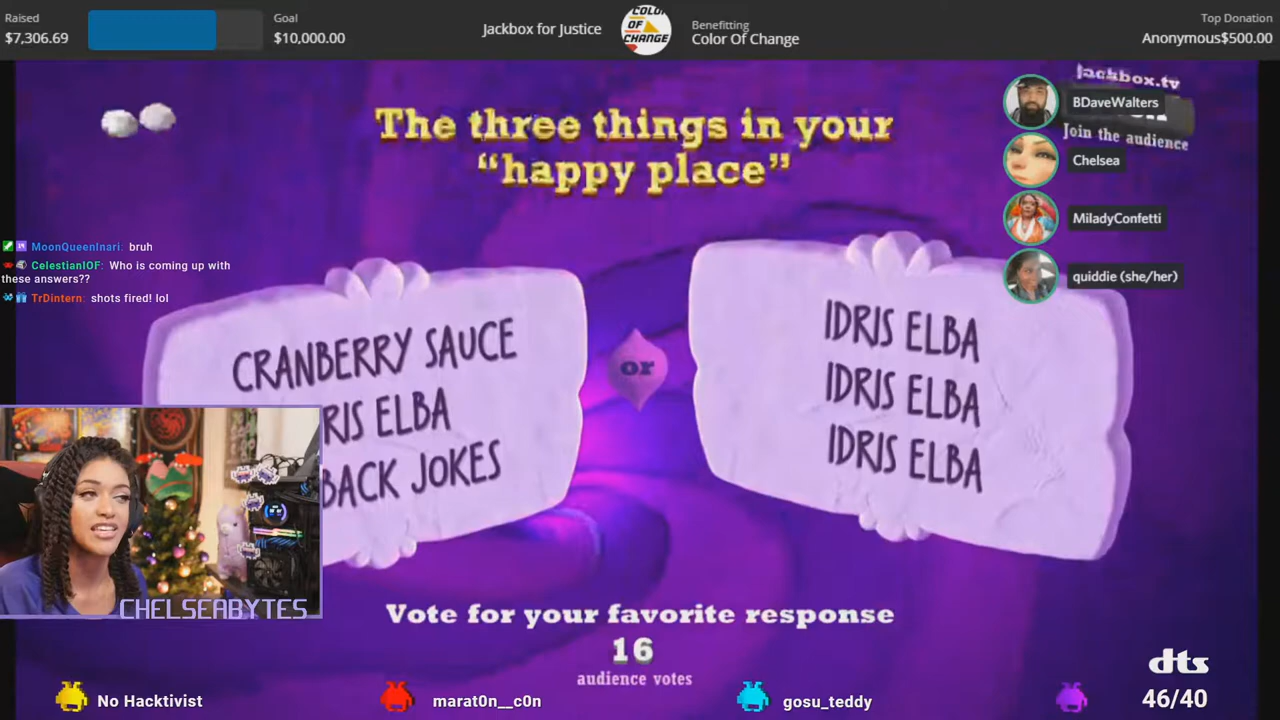 Raised
$7,306.69
Goal
$10,000.00
Jackbox for Justice
COLOR
OF
CHANGE
Benefitting
Color Of Change
Top Donation
Anonymous$500.00
Jackbox.tv
Join the audience
BDaveWalters
Chelsea
MiladyConfetti
quiddie (she/her)
The three things in your
“happy place”
MoonQueenInari: bruh
CelestianIOF: Who is coming up with
these answers??
TrDintern: shots fired! lol
CRANBERRY SAUCE
RIS ELBA
BACK JOKES
or
IDRIS ELBA
IDRIS ELBA
IDRIS ELBA
CHELSEABYTES
Vote for your favorite response
16
audience votes
dts
46/40
No Hacktivist
marat0n__c0n
gosu_teddy